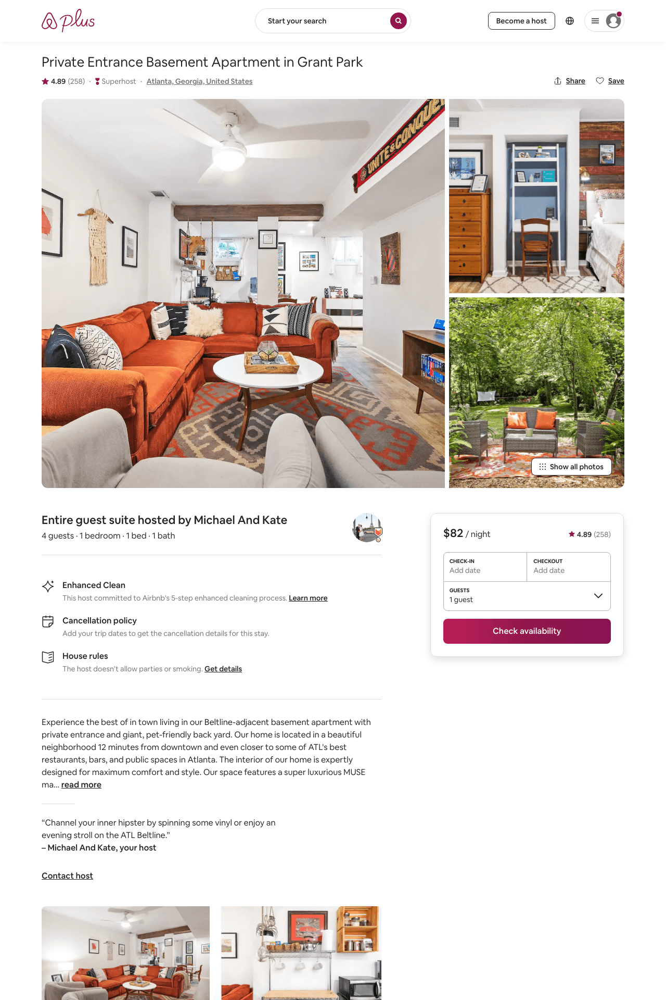 plus
Start your search
Become a host
Private Entrance Basement Apartment in Grant Park
4.89 (258) · Superhost · Atlanta, Georgia, United States
Share
Save
UNITE & CONQUER
Show all photos
Entire guest suite hosted by Michael And Kate
4 guests · 1 bedroom · 1 bed · 1 bath
$82 / night
4.89 (258)
CHECK-IN
Add date
CHECKOUT
Add date
GUESTS
1 guest
Check availability
Enhanced Clean
This host committed to Airbnb's 5-step enhanced cleaning process. Learn more
Cancellation policy
Add your trip dates to get the cancellation details for this stay.
House rules
The host doesn't allow parties or smoking. Get details
Experience the best of in town living in our Beltline-adjacent basement apartment with
private entrance and giant, pet-friendly back yard. Our home is located in a beautiful
neighborhood 12 minutes from downtown and even closer to some of ATL's best
restaurants, bars, and public spaces in Atlanta. The interior of our home is expertly
designed for maximum comfort and style. Our space features a super luxurious MUSE
ma... read more
“Channel your inner hipster by spinning some vinyl or enjoy an
evening stroll on the ATL Beltline.”
– Michael And Kate, your host
Contact host